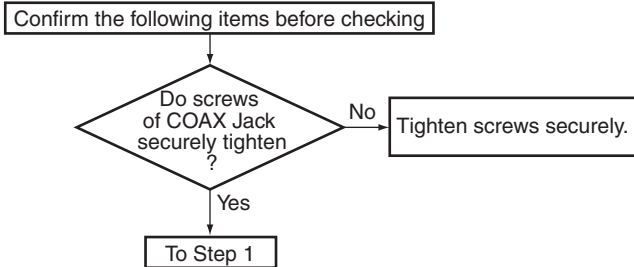 Confirm the following items before checking
Do screws
of COAX Jack
securely tighten
?
No
Tighten screws securely.
Yes
To Step 1